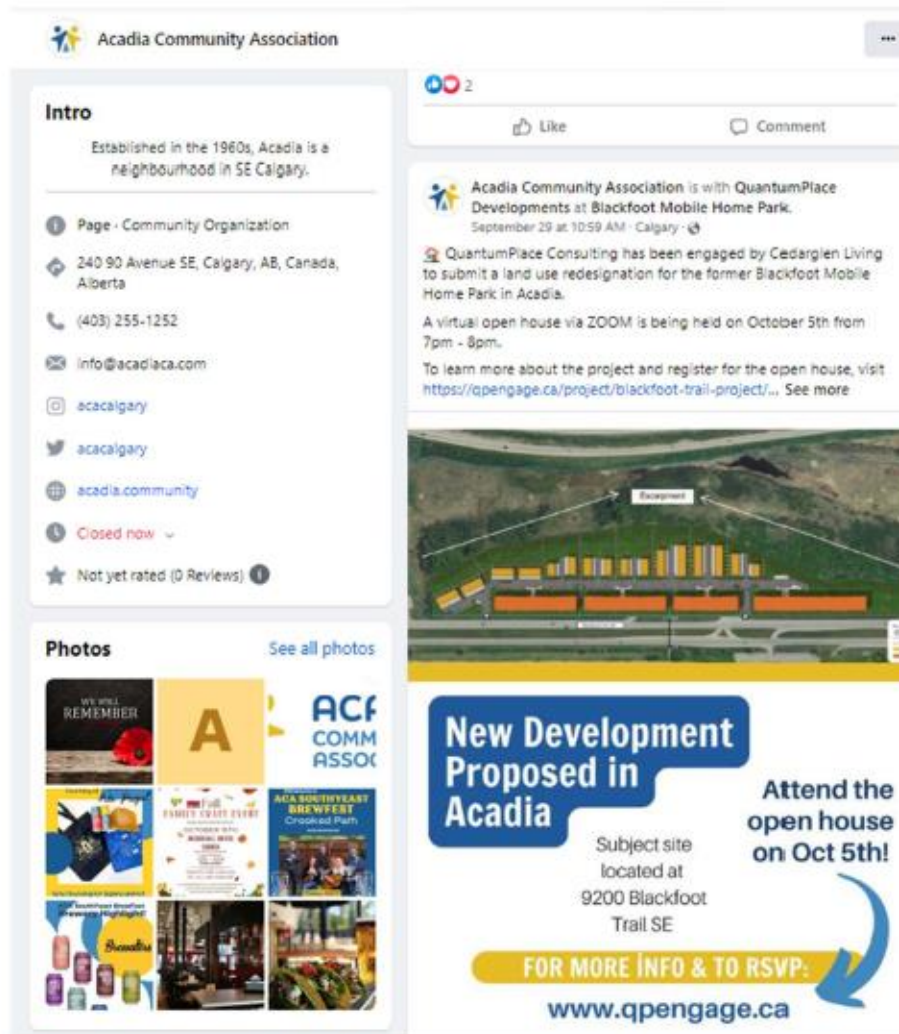 Acadia Community Association
Intro
Established in the 1960s, Acadia is a
neighbourhood in SE Calgary.
Page · Community Organization
240 90 Avenue SE, Calgary, AB, Canada,
Alberta
(403) 255-1252
info@acadiaca.com
acacalgary
acacalgary
acadia.community
Closed now
Not yet rated (0 Reviews)
Photos
See all photos
WE WILL
REMEMBER
A
ACA
COMM
ASSOC
Fall
FAMILY CRAFT EVENT
ACA SOUTHYEAST
BREWFEST
Crooked Path
Brewery Highlight!
Brewsters
2
Like
Comment
Acadia Community Association is with QuantumPlace
Developments at Blackfoot Mobile Home Park.
September 29 at 10:59 AM · Calgary ·
QuantumPlace Consulting has been engaged by Cedarglen Living
to submit a land use redesignation for the former Blackfoot Mobile
Home Park in Acadia.
A virtual open house via ZOOM is being held on October 5th from
7pm - 8pm.
To learn more about the project and register for the open house, visit
https://qpengage.ca/project/blackfoot-trail-project/... See more
Escarpment
New Development
Proposed in
Acadia
Subject site
located at
9200 Blackfoot
Trail SE
Attend the
open house
on Oct 5th!
FOR MORE INFO & TO RSVP:
www.qpengage.ca